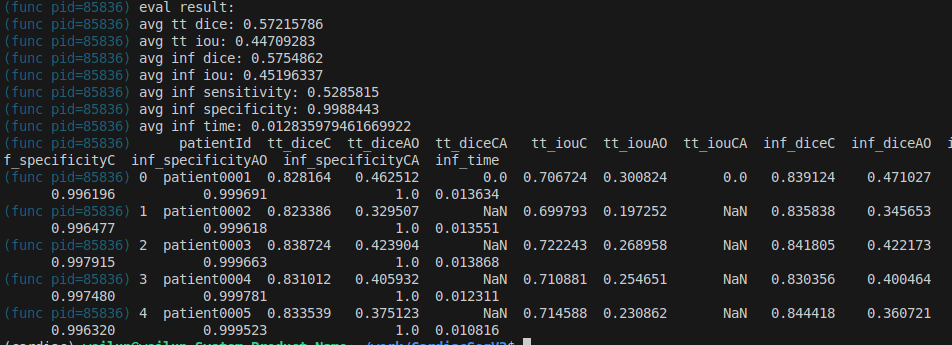 (func pid=85836) eval result:
(func pid=85836) avg tt dice: 0.57215786
(func pid=85836) avg tt iou: 0.44709283
(func pid=85836) avg inf dice: 0.5754862
(func pid=85836) avg inf iou: 0.45196337
(func pid=85836) avg inf sensitivity: 0.5285815
(func pid=85836) avg inf specificity: 0.9988443
(func pid=85836) avg inf time: 0.012835979461669922
(func pid=85836)      patientId  tt_diceC  tt_diceAO  tt_diceCA   tt_iouC  tt_iouAO  tt_iouCA  inf_diceC  inf_diceAO  i
f_specificityC  inf_specificityAO  inf_specificityCA  inf_time
(func pid=85836) 0  patient0001  0.828164   0.462512        0.0  0.706724  0.300824       0.0   0.839124    0.471027
      0.996196           0.999691                1.0  0.013634
(func pid=85836) 1  patient0002  0.823386   0.329507        NaN  0.699793  0.197252       NaN   0.835838    0.345653
      0.996477           0.999618                1.0  0.013551
(func pid=85836) 2  patient0003  0.838724   0.423904        NaN  0.722243  0.268958       NaN   0.841805    0.422173
      0.997915           0.999663                1.0  0.013868
(func pid=85836) 3  patient0004  0.831012   0.405932        NaN  0.710881  0.254651       NaN   0.830356    0.400464
      0.997480           0.999781                1.0  0.012311
(func pid=85836) 4  patient0005  0.833539   0.375123        NaN  0.714588  0.230862       NaN   0.844418    0.360721
      0.996320           0.999523                1.0  0.010816